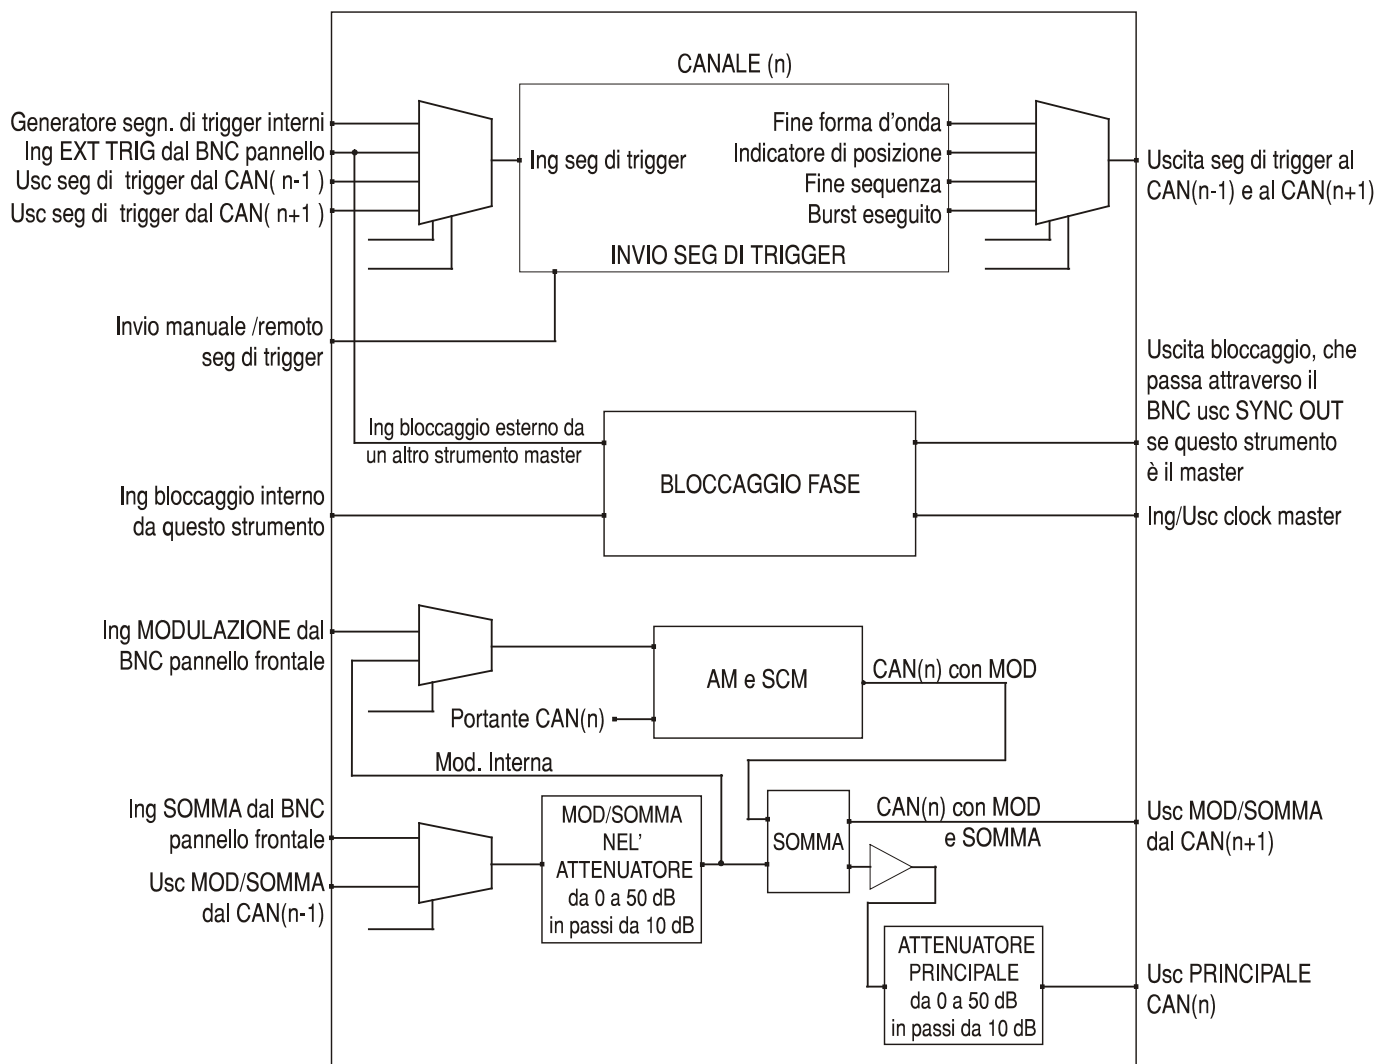 CANALE (n)
Generatore segn. di trigger interni
Ing EXT TRIG dal BNC pannello
Usc seg di trigger dal CAN( n-1 )
Usc seg di trigger dal CAN( n+1 )
Ing seg di trigger
Fine forma d'onda
Indicatore di posizione
Fine sequenza
Burst eseguito
INVIO SEG DI TRIGGER
Uscita seg di trigger al
CAN(n-1) e al CAN(n+1)
Invio manuale /remoto
seg di trigger
Ing bloccaggio esterno da
un altro strumento master
Ing bloccaggio interno
da questo strumento
BLOCCAGGIO FASE
Uscita bloccaggio, che
passa attraverso il
BNC usc SYNC OUT
se questo strumento
è il master
Ing/Usc clock master
Ing MODULAZIONE dal
BNC pannello frontale
AM e SCM
CAN(n) con MOD
Portante CAN(n)
Mod. Interna
Ing SOMMA dal BNC
pannello frontale
Usc MOD/SOMMA
dal CAN(n-1)
MOD/SOMMA
NEL'
ATTENUATORE
da 0 a 50 dB
in passi da 10 dB
SOMMA
CAN(n) con MOD
e SOMMA
Usc MOD/SOMMA
dal CAN(n+1)
ATTENUATORE
PRINCIPALE
da 0 a 50 dB
in passi da 10 dB
Usc PRINCIPALE
CAN(n)